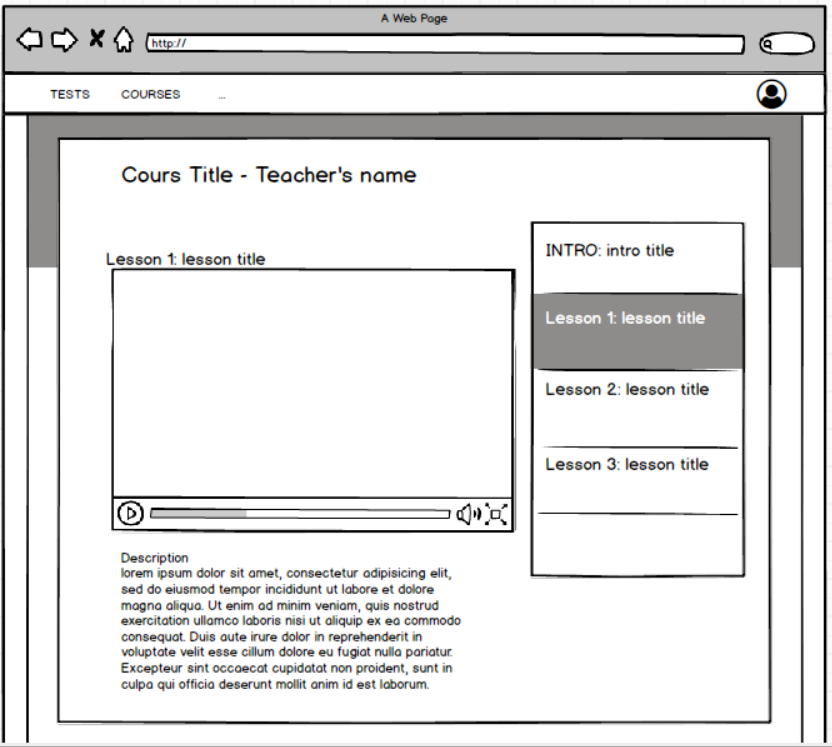 A Web Page
http://
TESTS COURSES ...
Cours Title - Teacher's name
Lesson 1: lesson title
Description
lorem ipsum dolor sit amet, consectetur adipisicing elit,
sed do eiusmod tempor incididunt ut labore et dolore
magna aliqua. Ut enim ad minim veniam, quis nostrud
exercitation ullamco laboris nisi ut aliquip ex ea commodo
consequat. Duis aute irure dolor in reprehenderit in
voluptate velit esse cillum dolore eu fugiat nulla pariatur.
Excepteur sint occaecat cupidatat non proident, sunt in
culpa qui officia deserunt mollit anim id est laborum.
INTRO: intro title
Lesson 1: lesson title
Lesson 2: lesson title
Lesson 3: lesson title